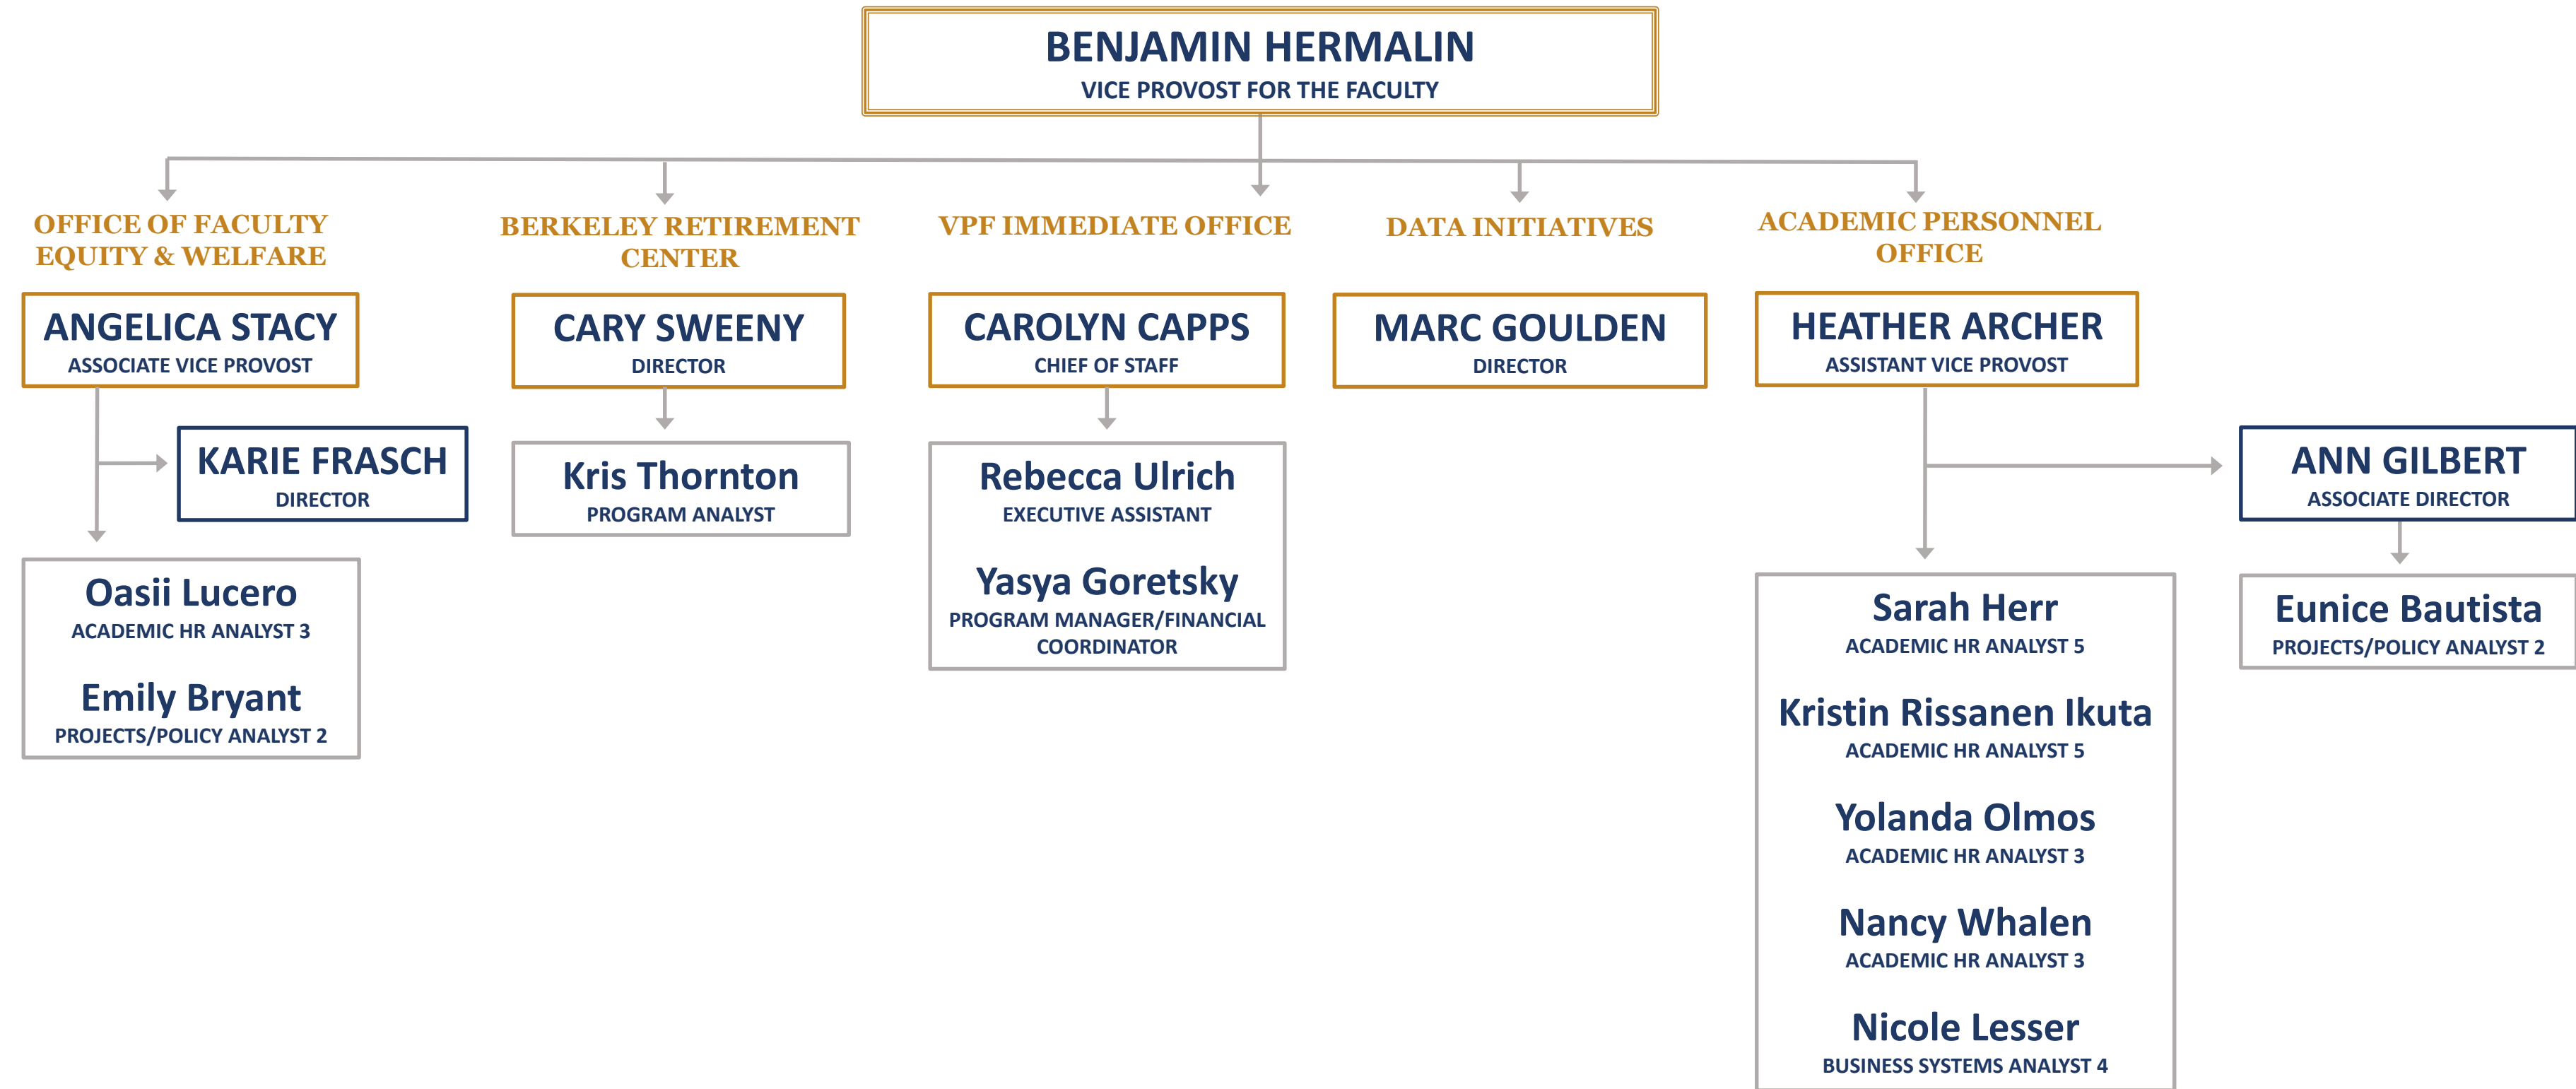 BENJAMIN HERMALIN
VICE PROVOST FOR THE FACULTY
OFFICE OF FACULTY
EQUITY & WELFARE
ANGELICA STACY
ASSOCIATE VICE PROVOST
KARIE FRASCH
DIRECTOR
Oasii Lucero
ACADEMIC HR ANALYST 3
Emily Bryant
PROJECTS/POLICY ANALYST 2
BERKELEY RETIREMENT
CENTER
CARY SWEENY
DIRECTOR
Kris Thornton
PROGRAM ANALYST
VPF IMMEDIATE OFFICE
CAROLYN CAPPS
CHIEF OF STAFF
Rebecca Ulrich
EXECUTIVE ASSISTANT
Yasya Goretsky
PROGRAM MANAGER/FINANCIAL
COORDINATOR
DATA INITIATIVES
MARC GOULDEN
DIRECTOR
ACADEMIC PERSONNEL
OFFICE
HEATHER ARCHER
ASSISTANT VICE PROVOST
Sarah Herr
ACADEMIC HR ANALYST 5
Kristin Rissanen Ikuta
ACADEMIC HR ANALYST 5
Yolanda Olmos
ACADEMIC HR ANALYST 3
Nancy Whalen
ACADEMIC HR ANALYST 3
Nicole Lesser
BUSINESS SYSTEMS ANALYST 4
ANN GILBERT
ASSOCIATE DIRECTOR
Eunice Bautista
PROJECTS/POLICY ANALYST 2